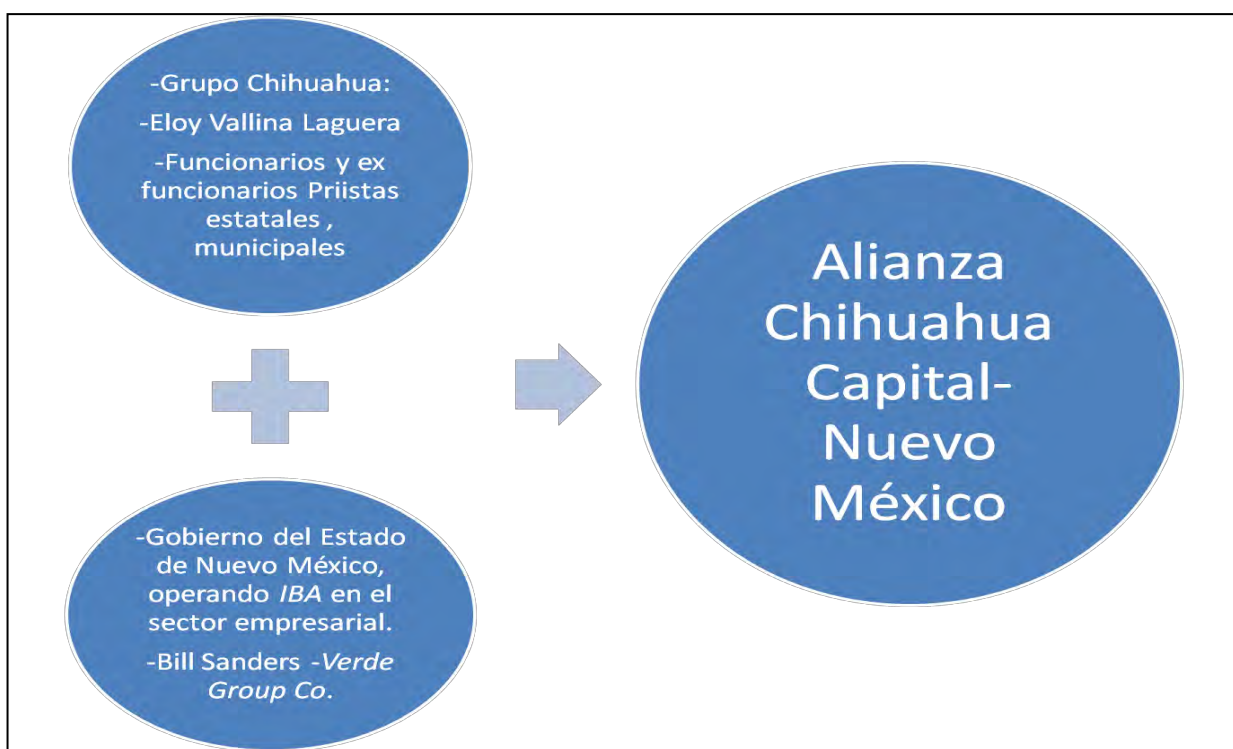 -Grupo Chihuahua:
-Eloy Vallina Laguera
-Funcionarios y ex
funcionarios Priistas
estatales ,
municipales
-Gobierno del Estado
de Nuevo México,
operando IBA en el
sector empresarial.
-Bill Sanders -Verde
Group Co.
Alianza
Chihuahua
Capital-
Nuevo
México